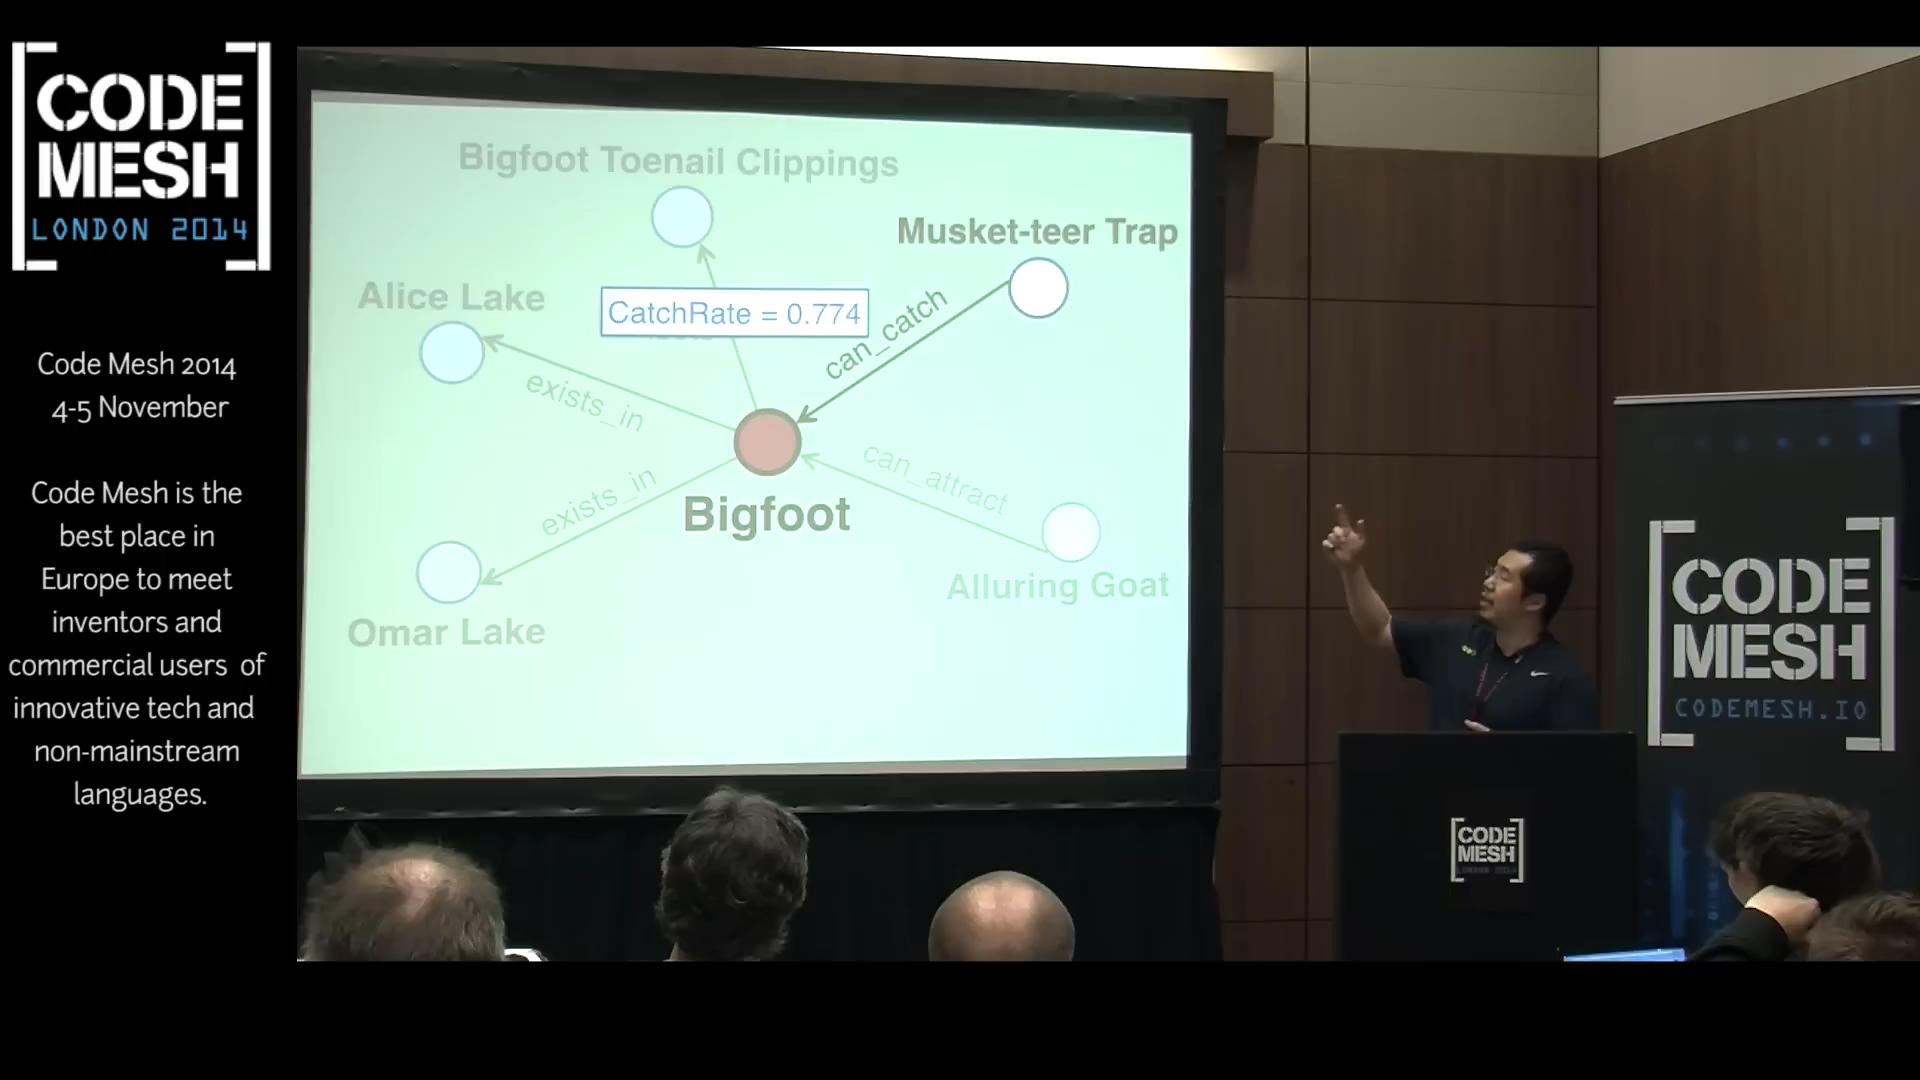 CODE
MESH
LONDON 2014
Code Mesh 2014
4-5 November
Code Mesh is the
best place in
Europe to meet
inventors and
commercial users of
innovative tech and
non-mainstream
languages.
Bigfoot Toenail Clippings
Musket-teer Trap
Alice Lake
CatchRate = 0.774
can_catch
exists_in
can_attract
exists_in
Bigfoot
Alluring Goat
Omar Lake
CODE
MESH
CODEMESH.IO
CODE
MESH
LONDON 2014